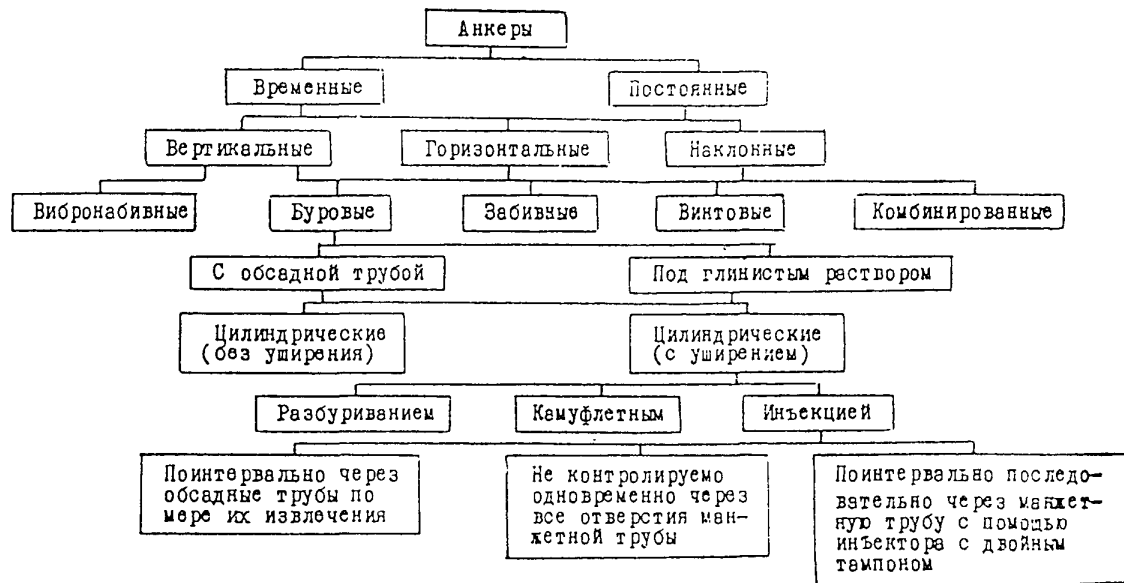 Анкеры
Временные
Постоянные
Вертикальные
Горизонтальные
Наклонные
Вибронабивные
Буровые
Забивные
Винтовые
Комбинированные
С обсадной трубой
Под глинистым раствором
Цилиндрические
(без уширения)
Цилиндрические
(с уширением)
Разбуриванием
Камуфлетным
Инъекцией
Поинтервально через
обсадные трубы по
мере их извлечения
Не контролируемо
одновременно через
все отверстия ман-
жетной трубы
Поинтервально последо-
вательно через манжет-
ную трубу с помощью
инъектора с двойным
тампоном